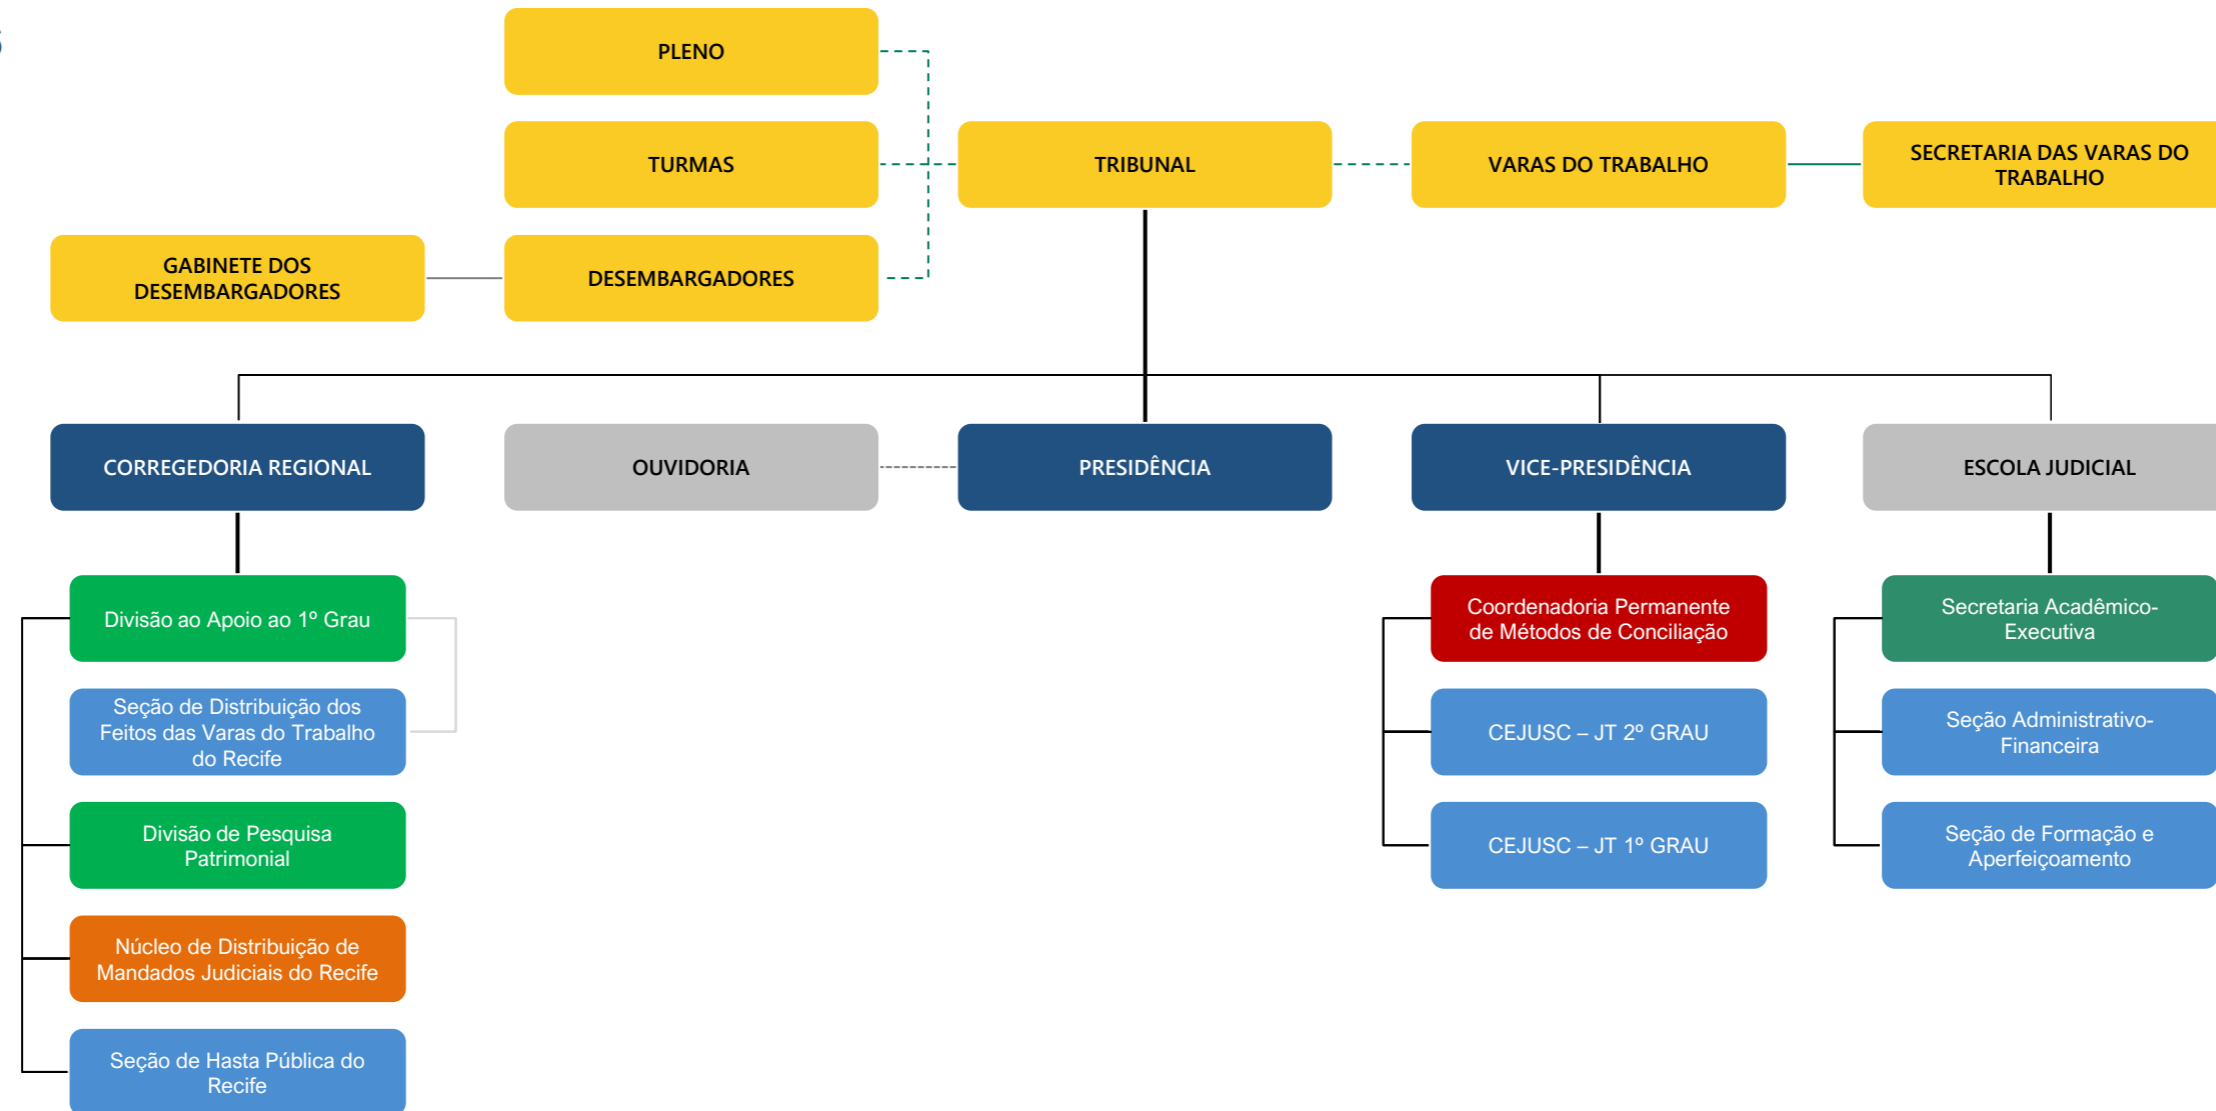 PLENO
TURMAS
TRIBUNAL
VARAS DO TRABALHO
SECRETARIA DAS VARAS DO
TRABALHO
GABINETE DOS
DESEMBARGADORES
DESEMBARGADORES
CORREGEDORIA REGIONAL
OUVIDORIA
PRESIDÊNCIA
VICE-PRESIDÊNCIA
ESCOLA JUDICIAL
Divisão ao Apoio ao 1º Grau
Seção de Distribuição dos
Feitos das Varas do Trabalho
do Recife
Divisão de Pesquisa
Patrimonial
Núcleo de Distribuição de
Mandados Judiciais do Recife
Seção de Hasta Pública do
Recife
Coordenadoria Permanente
de Métodos de Conciliação
CEJUSC – JT 2º GRAU
CEJUSC – JT 1º GRAU
Secretaria Acadêmico-
Executiva
Seção Administrativo-
Financeira
Seção de Formação e
Aperfeiçoamento